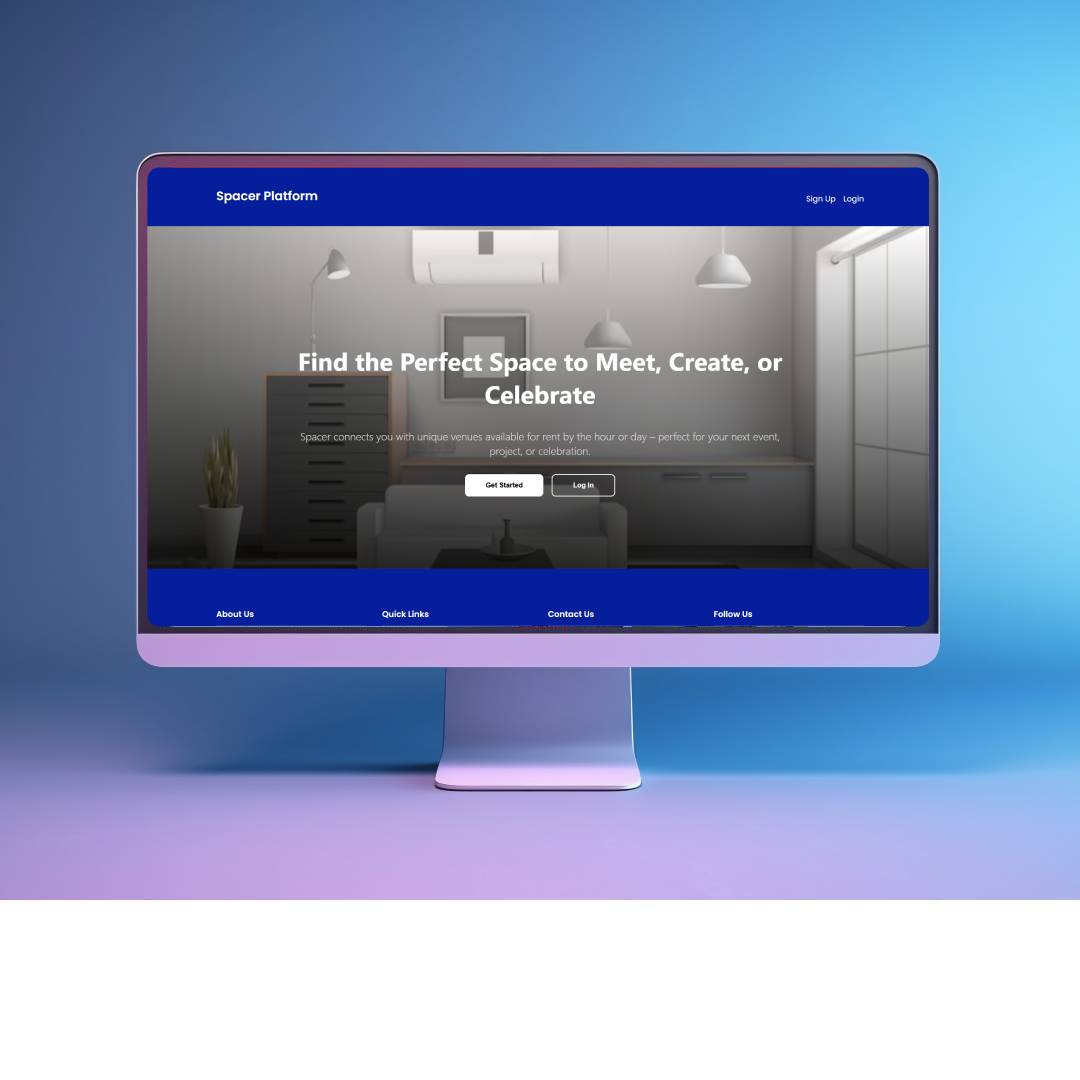 Spacer Platform
Sign Up Login
Find the Perfect Space to Meet, Create, or
Celebrate
Spacer connects you with unique venues available for rent by the hour or day – perfect for your next event,
project, or celebration.
Get Started Log In
About Us Quick Links Contact Us Follow Us